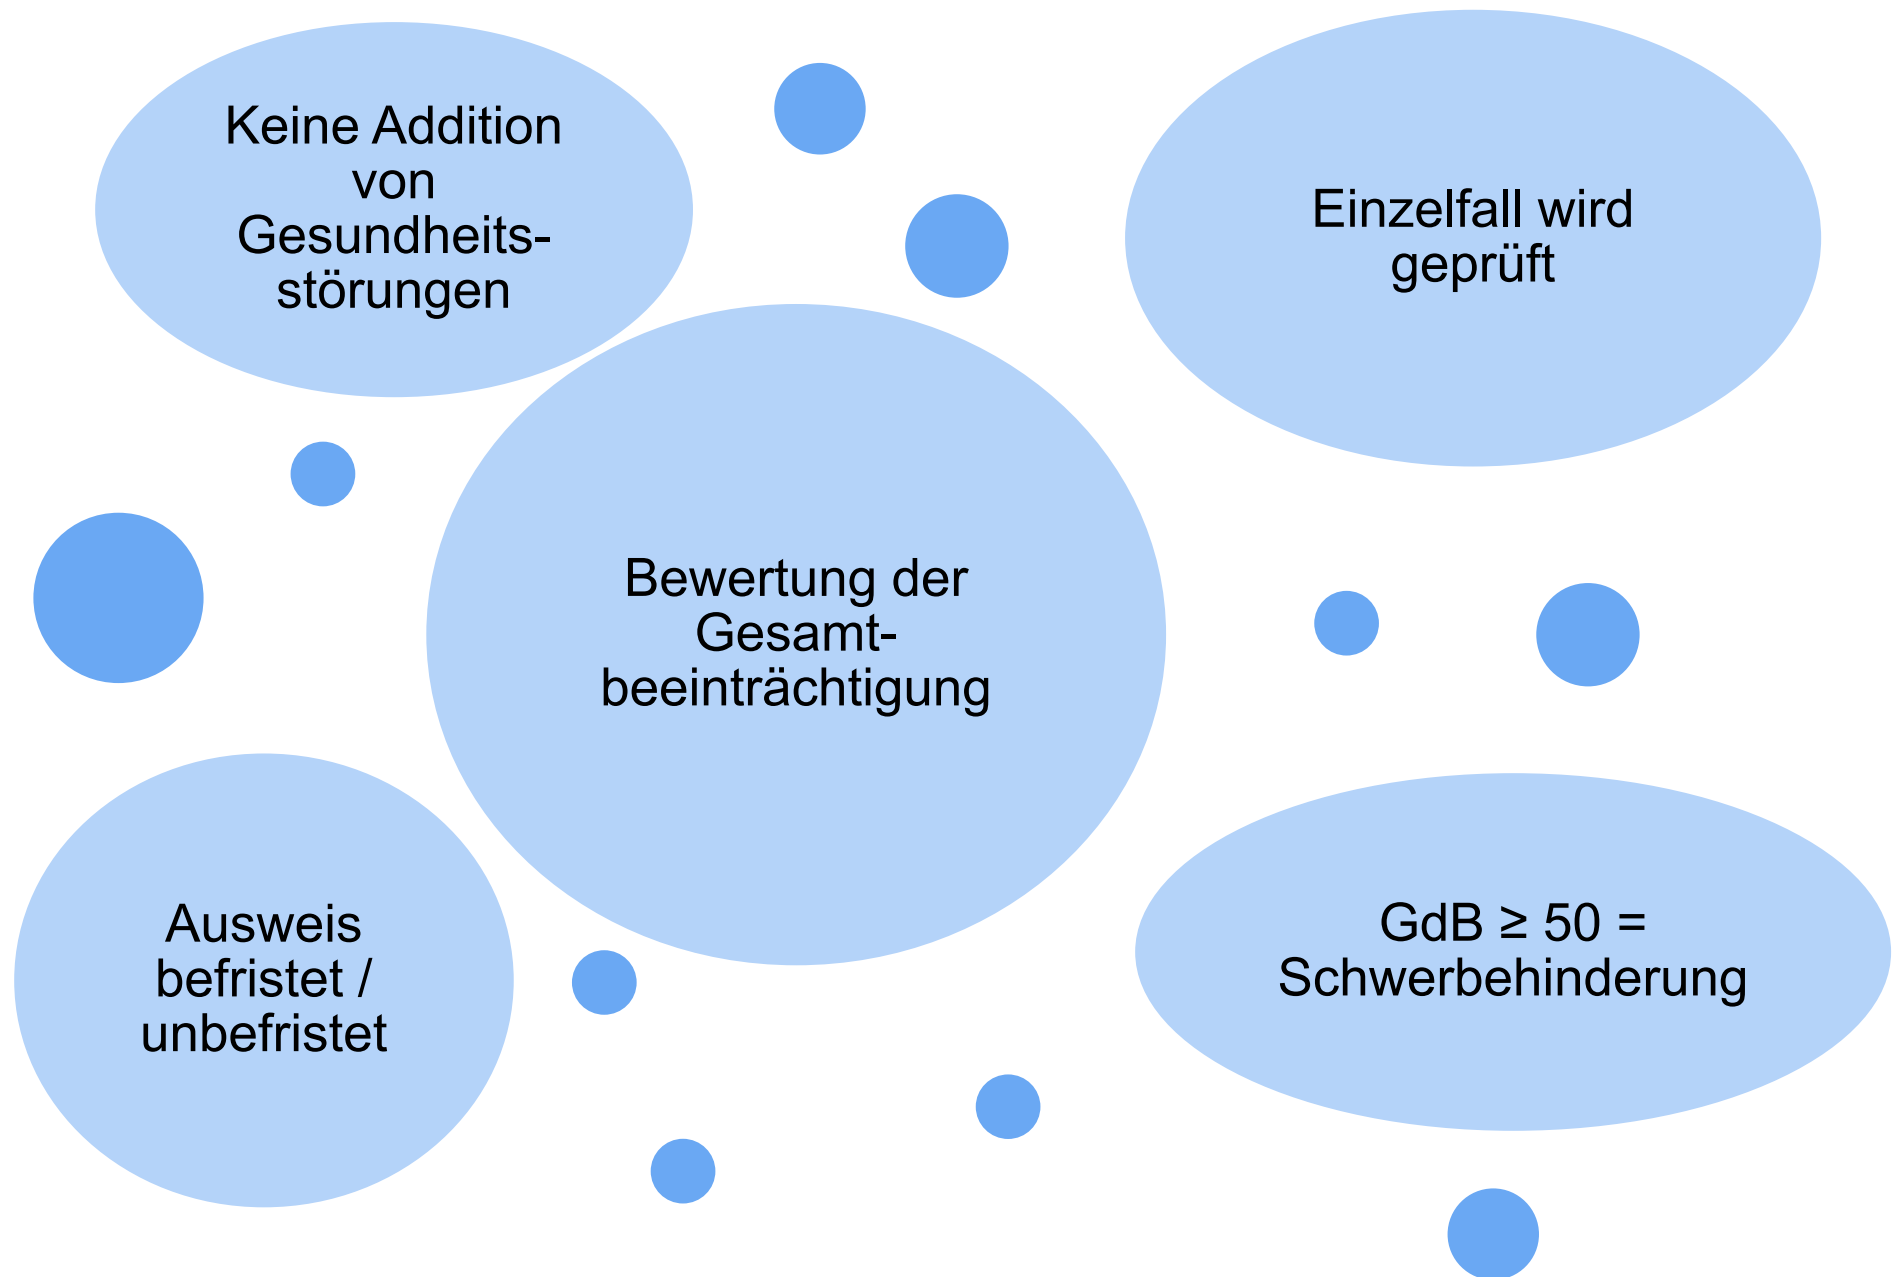 Keine Addition
von
Gesundheits-
störungen
Einzelfall wird
geprüft
Bewertung der
Gesamt-
beeinträchtigung
Ausweis
befristet /
unbefristet
GdB ≥ 50 =
Schwerbehinderung